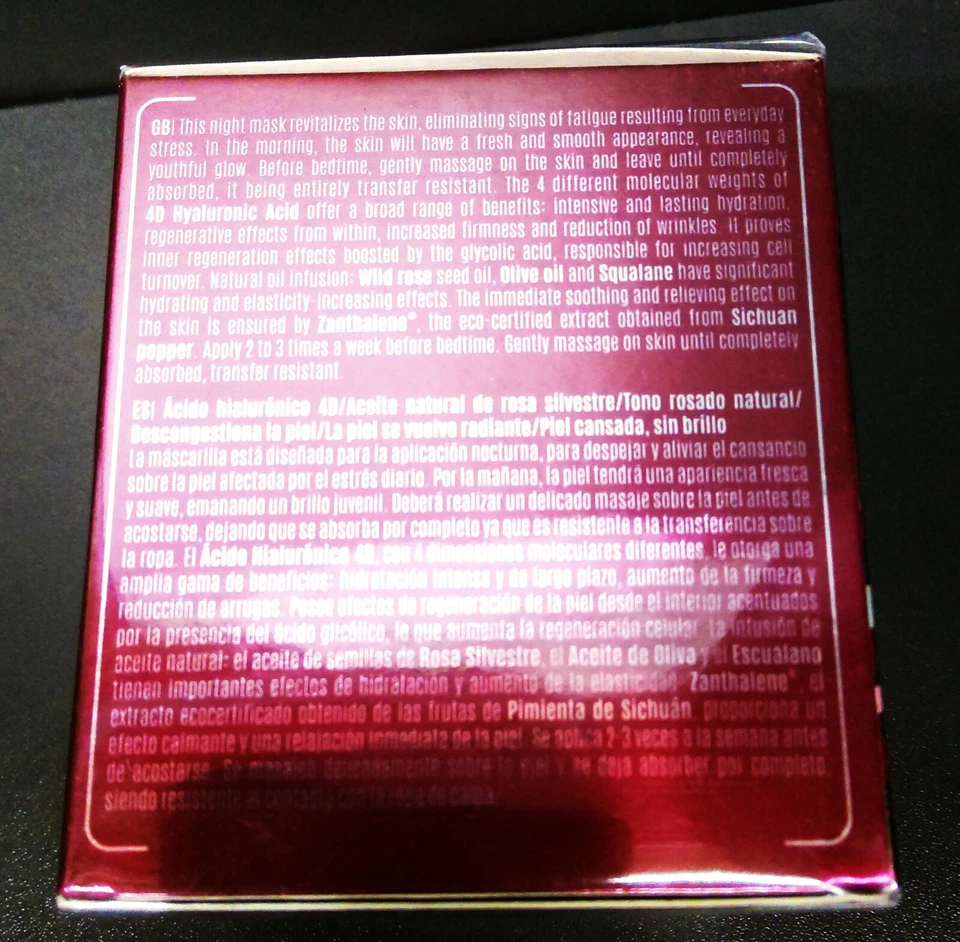 GB| This night mask revitalizes the skin, eliminating signs of fatigue resulting from everyday
stress. In the morning, the skin will have a fresh and smooth appearance, revealing a
youthful glow. Before bedtime, gently massage on the skin and leave until completely
absorbed, it being entirely transfer resistant. The 4 different molecular weights of
4D Hyaluronic Acid offer a broad range of benefits: intensive and lasting hydration,
regenerative effects from within, increased firmness and reduction of wrinkles. It proves
inner regeneration effects boosted by the glycolic acid, responsible for increasing cell
turnover. Natural oil infusion: Wild rose seed oil, Olive oil and Squalane have significant
hydrating and elasticity-increasing effects. The immediate soothing and relieving effect on
the skin is ensured by Zanthalene®, the eco-certified extract obtained from Sichuan
pepper. Apply 2 to 3 times a week before bedtime. Gently massage on skin until completely
absorbed, transfer resistant.
ES| Ácido hialurónico 4D/Aceite natural de rosa silvestre/Tono rosado natural/
Descongestiona la piel/La piel se vuelve radiante/Piel cansada, sin brillo
La máscarilla está diseñada para la aplicación nocturna, para despejar y aliviar el cansancio
sobre la piel afectada por el estrés diario. Por la mañana, la piel tendrá una apariencia fresca
y suave, emanando un brillo juvenil. Deberá realizar un delicado masaje sobre la piel antes de
acostarse, dejando que se absorba por completo ya que es resistente a la transferencia sobre
la ropa. El Ácido Hialurónico 4D, con 4 dimensiones moleculares diferentes, le otorga una
amplia gama de beneficios: hidratación intensa y de largo plazo, aumento de la firmeza y
reducción de arrugas. Posee efectos de regeneración de la piel desde el interior acentuados
por la presencia del ácido glicólico, lo que aumenta la regeneración celular. La infusión de
aceite natural- el aceite de semillas de Rosa Silvestre, el Aceite de Oliva y el Escualano
tienen importantes efectos de hidratación y aumento de la elasticidad. Zanthalene®, el
extracto ecocertificado obtenido de las frutas de Pimienta de Sichuán, proporciona un
efecto calmante y una relajación inmediata de la piel. Se aplica 2-3 veces a la semana antes
de acostarse. Se masajea delicadamente sobre la piel y se deja absorber por completo,
siendo resistente al contacto con la ropa de cama.